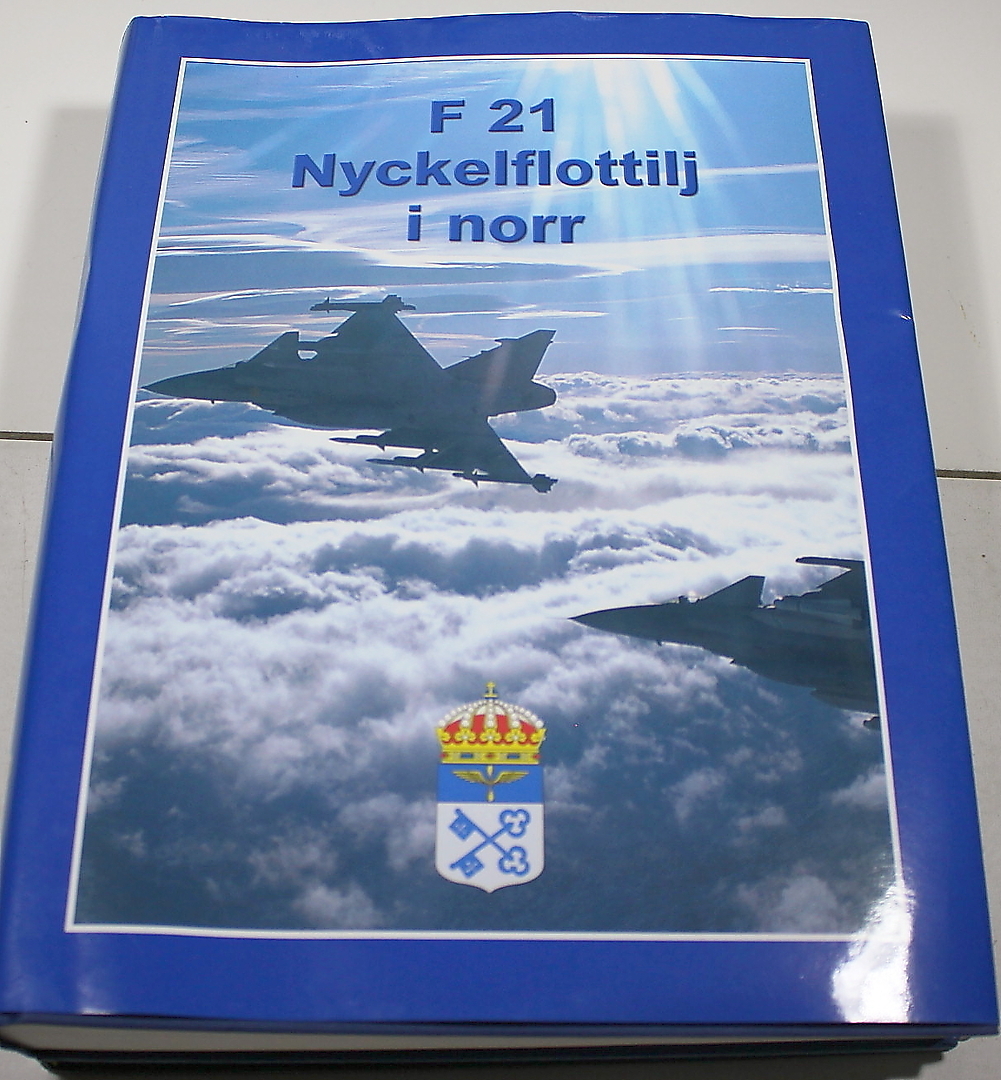 F 21
Nyckelflottilj
i norr